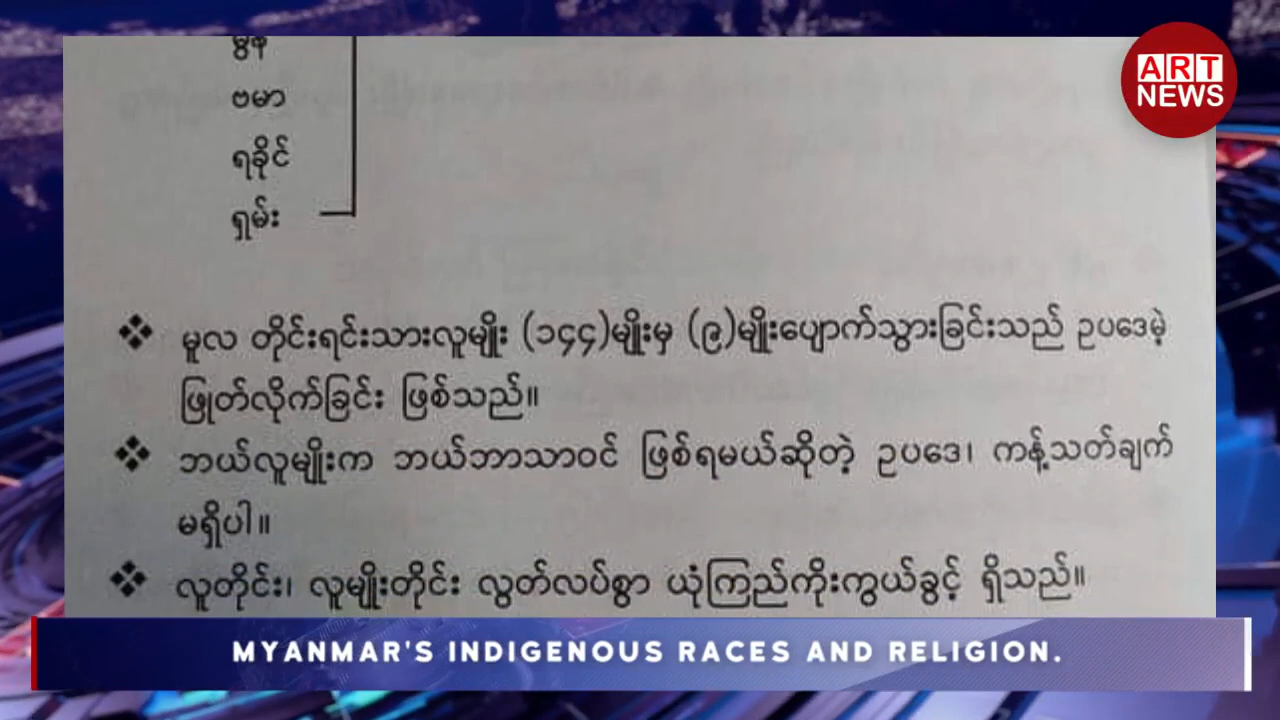 ART
NEWS
မွန်
ဗမာ
ရခိုင်
ရှမ်း
❖ မူလ တိုင်းရင်းသားလူမျိုး (၁၄၄)မျိုးမှ (၉)မျိုးပျောက်သွားခြင်းသည် ဥပဒေမဲ့
ဖြုတ်လိုက်ခြင်း ဖြစ်သည်။
❖ ဘယ်လူမျိုးက ဘယ်ဘာသာဝင် ဖြစ်ရမယ်ဆိုတဲ့ ဥပဒေ၊ ကန့်သတ်ချက်
မရှိပါ။
❖ လူတိုင်း၊ လူမျိုးတိုင်း လွတ်လပ်စွာ ယုံကြည်ကိုးကွယ်ခွင့် ရှိသည်။
MYANMAR'S INDIGENOUS RACES AND RELIGION.